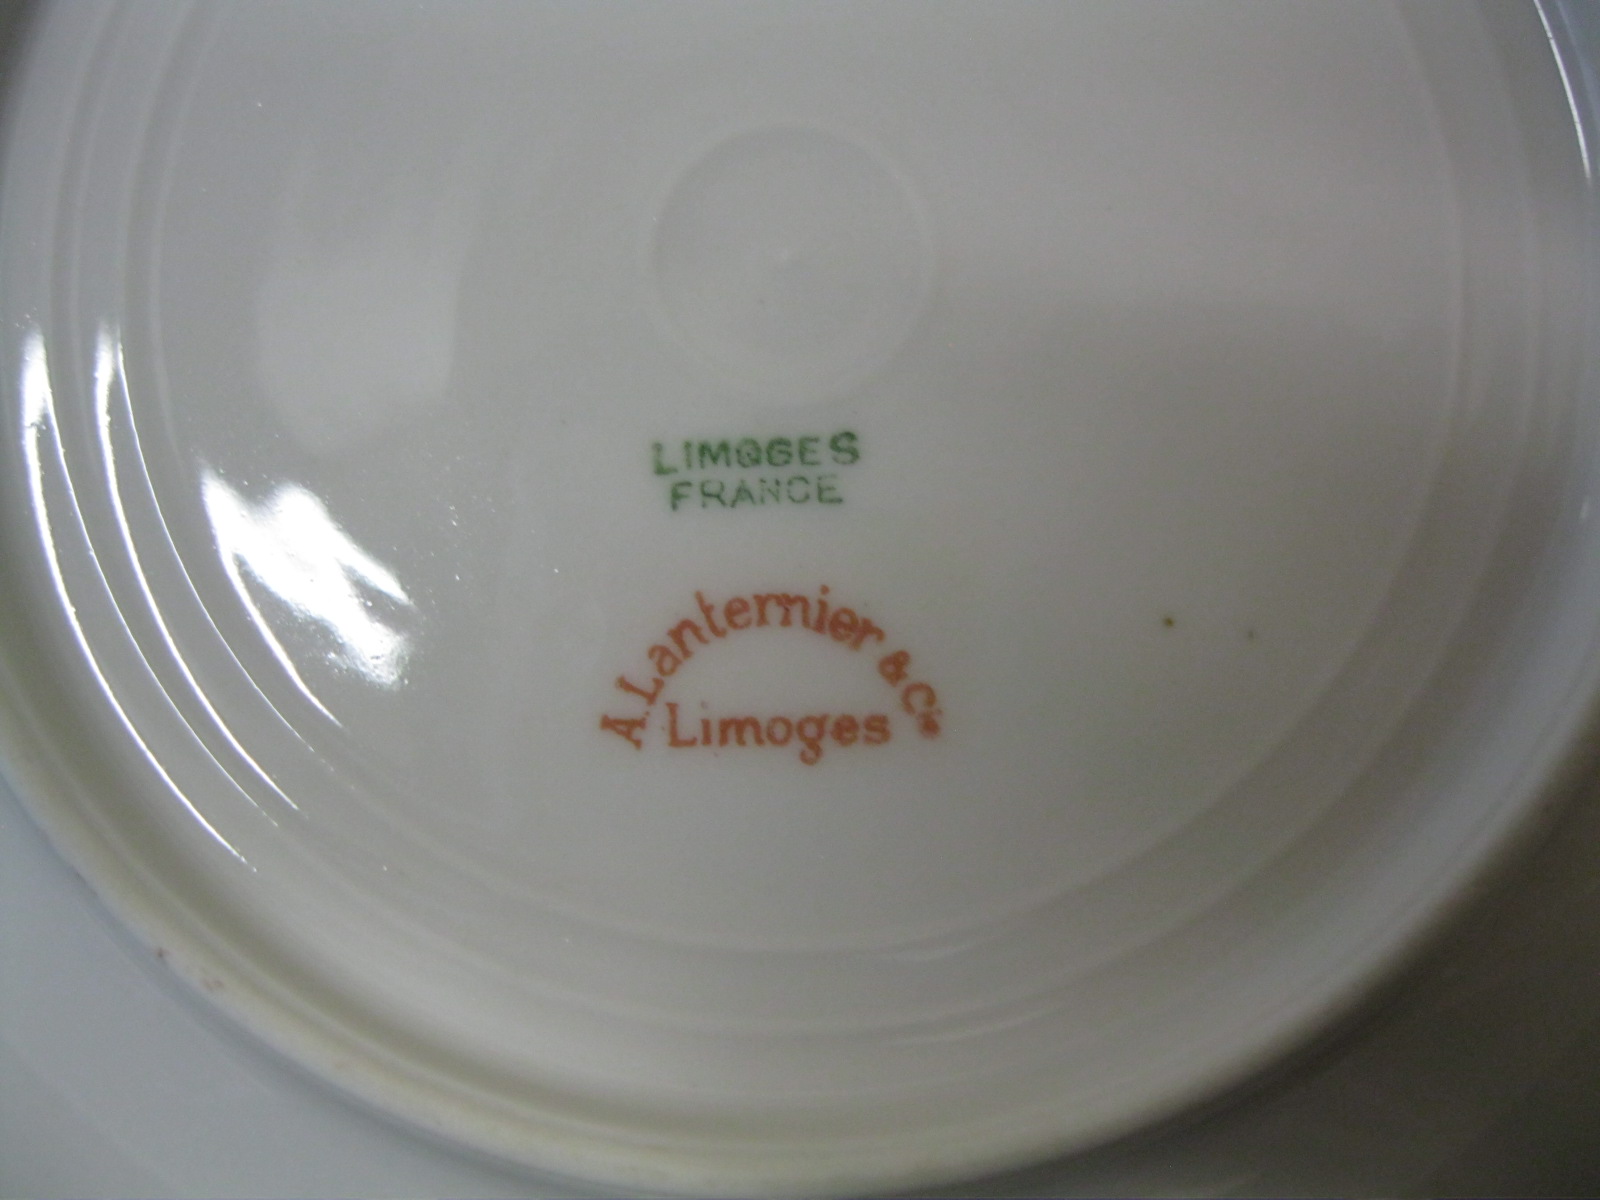 LIMOGES
FRANCE
A. Lanternier & Cie
Limoges